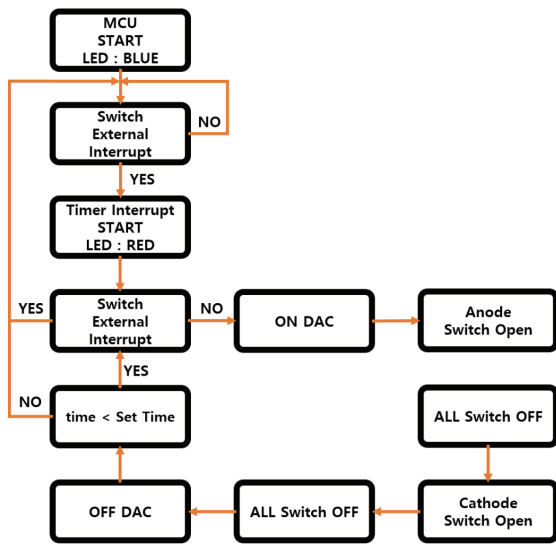 MCU
START
LED : BLUE
Switch
External
Interrupt
NO
YES
Timer Interrupt
START
LED : RED
YES
Switch
External
Interrupt
NO
ON DAC
Anode
Switch Open
YES
NO
time < Set Time
ALL Switch OFF
OFF DAC
ALL Switch OFF
Cathode
Switch Open